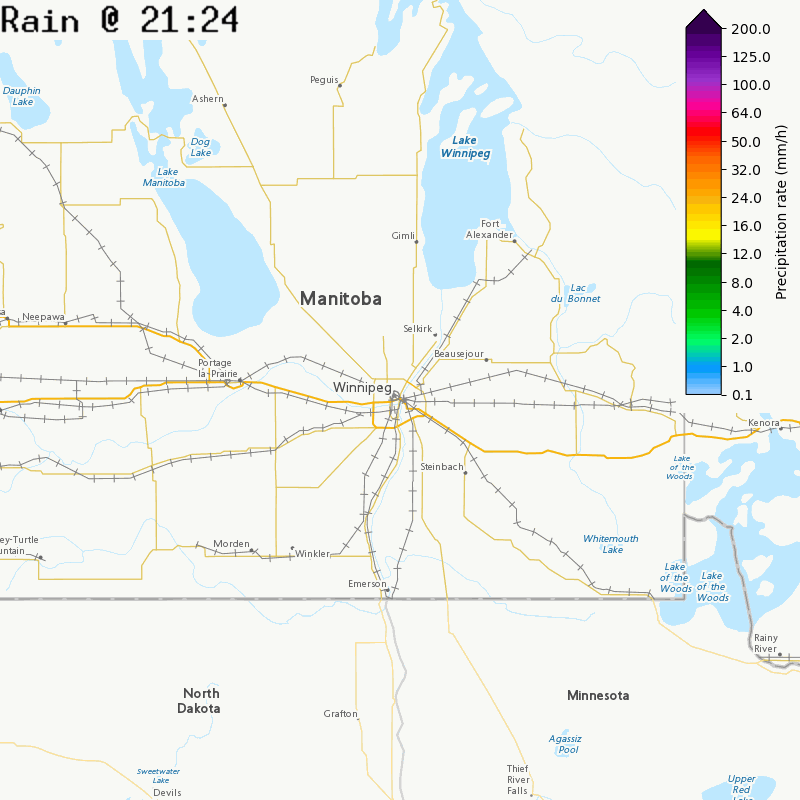 Rain @ 21:24
200.0
125.0
100.0
64.0
50.0
32.0
24.0
16.0
12.0
8.0
4.0
2.0
1.0
0.1
Precipitation rate (mm/h)
Dauphin
Lake
Ashern
Peguis
Dog
Lake
Lake
Manitoba
Lake
Winnipeg
Gimli
Fort
Alexander
Manitoba
Lac
du Bonnet
Neepawa
Selkirk
Beausejour
Portage
la Prairie
Winnipeg
Kenora
Steinbach
Lake
of the
Woods
Whitemouth
Lake
ey-Turtle
untain
Morden
Winkler
Emerson
Lake
of the
Woods
Lake
of the
Woods
Rainy
River
North
Dakota
Minnesota
Grafton
Agassiz
Pool
Sweetwater
Lake
Devils
Thief
River
Falls
Upper
Red
Lake